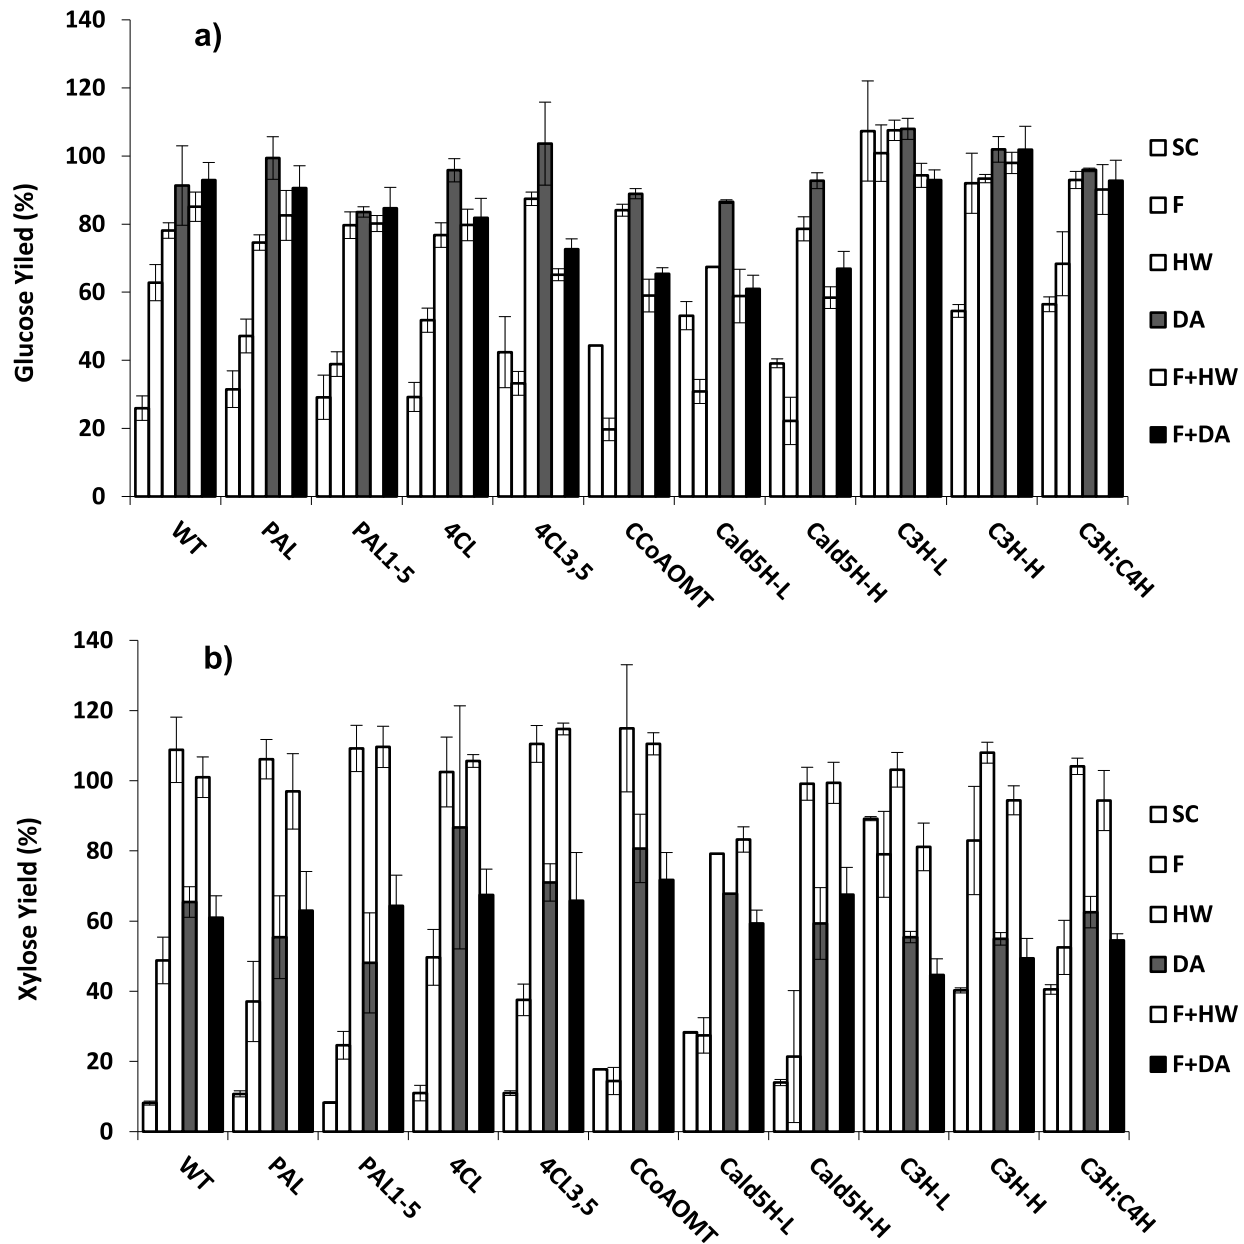 a)
Glucose Yiled (%)
140
120
100
80
60
40
20
0
WT PAL PAL1-5 4CL 4CL3,5 CCoAOMT Cald5H-L Cald5H-H C3H-L C3H-H C3H:C4H
SC
F
HW
DA
F+HW
F+DA
b)
Xylose Yield (%)
140
120
100
80
60
40
20
0
WT PAL PAL1-5 4CL 4CL3,5 CCoAOMT Cald5H-L Cald5H-H C3H-L C3H-H C3H:C4H
SC
F
HW
DA
F+HW
F+DA